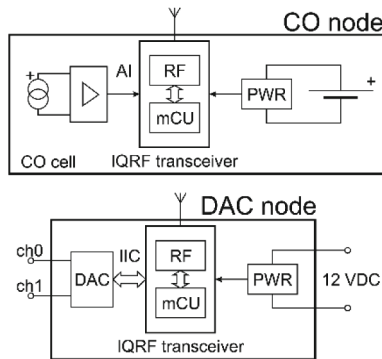 CO node
+
AI
RF
mCU
PWR
+
CO cell
IQRF transceiver
DAC node
ch0
ch1
DAC
IIC
RF
mCU
PWR
12 VDC
IQRF transceiver